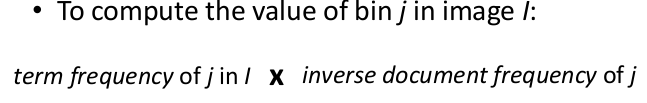 • To compute the value of bin j in image I:
term frequency of j in I x inverse document frequency of j